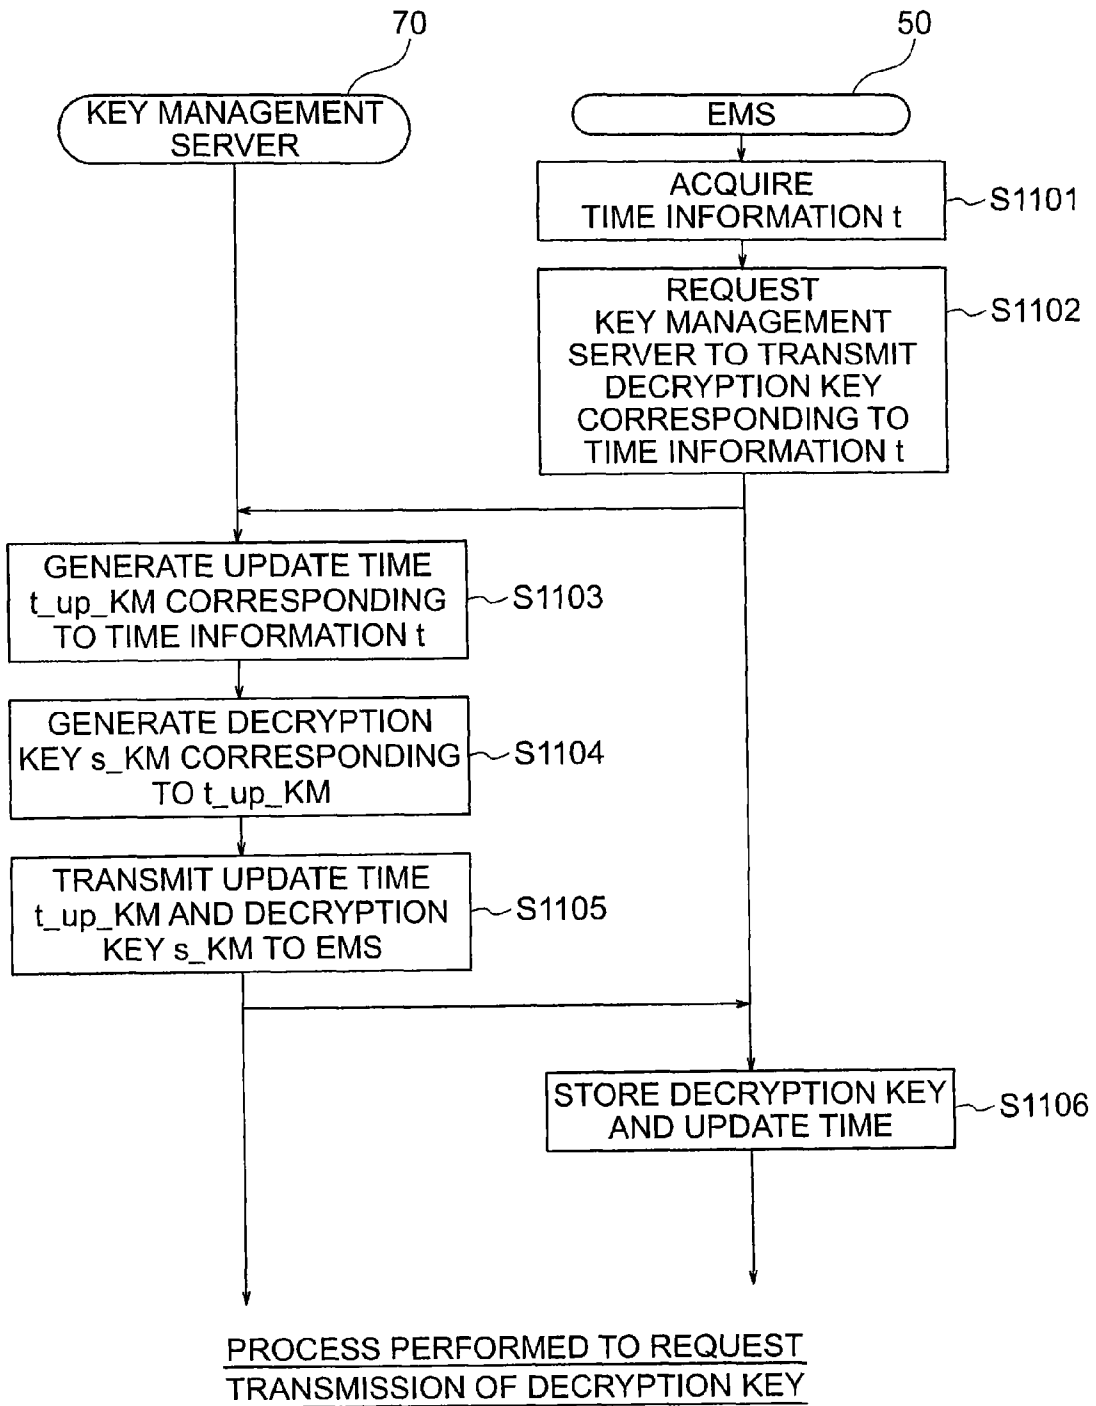 70
50
KEY MANAGEMENT
SERVER
EMS
ACQUIRE
TIME INFORMATION t
S1101
REQUEST
KEY MANAGEMENT
SERVER TO TRANSMIT
DECRYPTION KEY
CORRESPONDING TO
TIME INFORMATION t
S1102
GENERATE UPDATE TIME
t_up_KM CORRESPONDING
TO TIME INFORMATION t
S1103
GENERATE DECRYPTION
KEY s_KM CORRESPONDING
TO t_up_KM
S1104
TRANSMIT UPDATE TIME
t_up_KM AND DECRYPTION
KEY s_KM TO EMS
S1105
STORE DECRYPTION KEY
AND UPDATE TIME
S1106
PROCESS PERFORMED TO REQUEST
TRANSMISSION OF DECRYPTION KEY